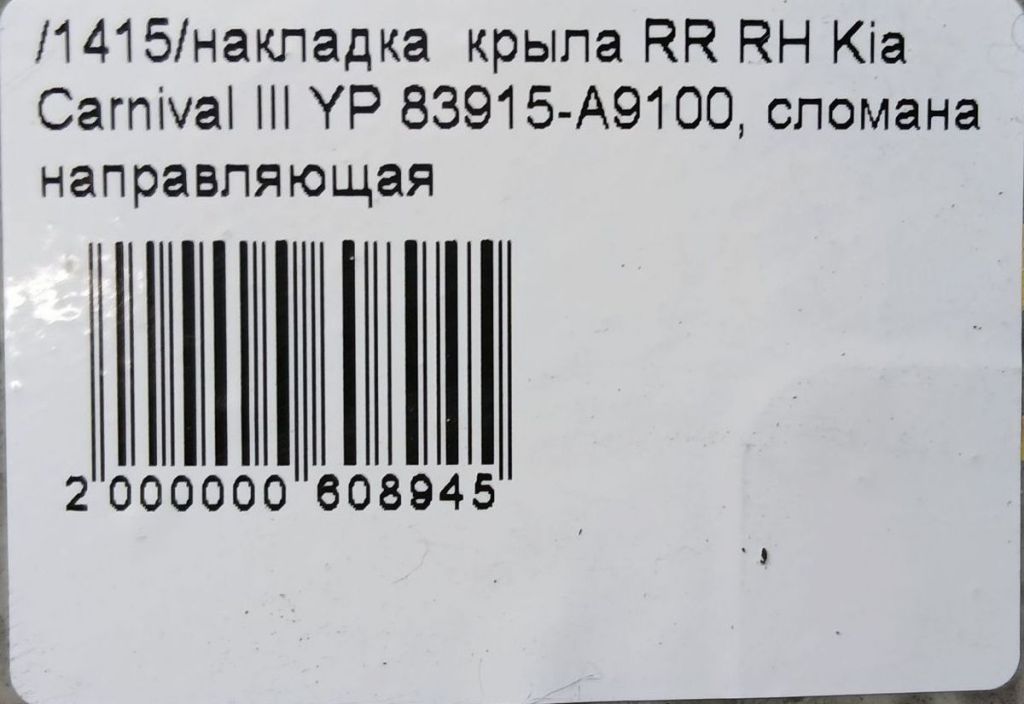 /1415/накладка крыла RR RH Kia
Carnival III YP 83915-A9100, сломана
направляющая
2 000000 608945